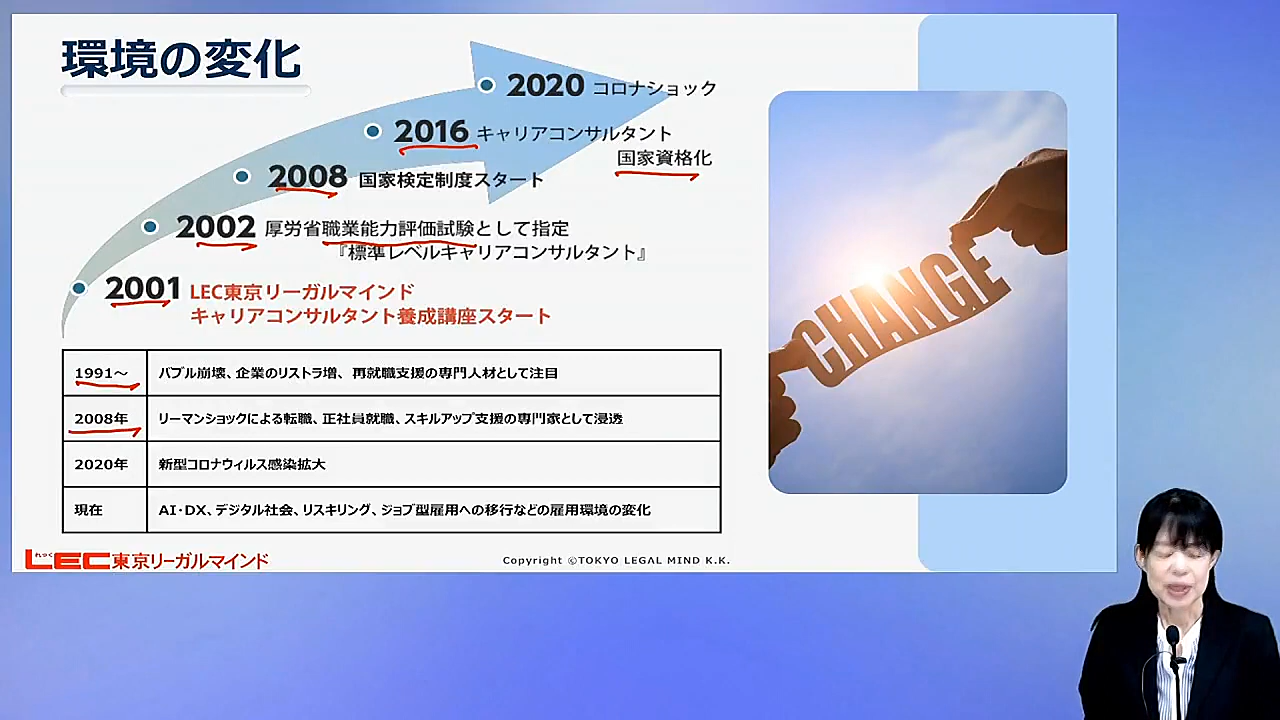 環境の変化
2020 コロナショック
2016 キャリアコンサルタント
国家資格化
2008 国家検定制度スタート
2002 厚労省職業能力評価試験として指定
『標準レベルキャリアコンサルタント』
2001 LEC東京リーガルマインド
キャリアコンサルタント養成講座スタート
CHANGE
1991～ バブル崩壊、企業のリストラ増、再就職支援の専門人材として注目
2008年 リーマンショックによる転職、正社員就職、スキルアップ支援の専門家として浸透
2020年 新型コロナウィルス感染拡大
現在 AI・DX、デジタル社会、リスキリング、ジョブ型雇用への移行などの雇用環境の変化
れっく
LEC東京リーガルマインド
Copyright ©TOKYO LEGAL MIND K.K.